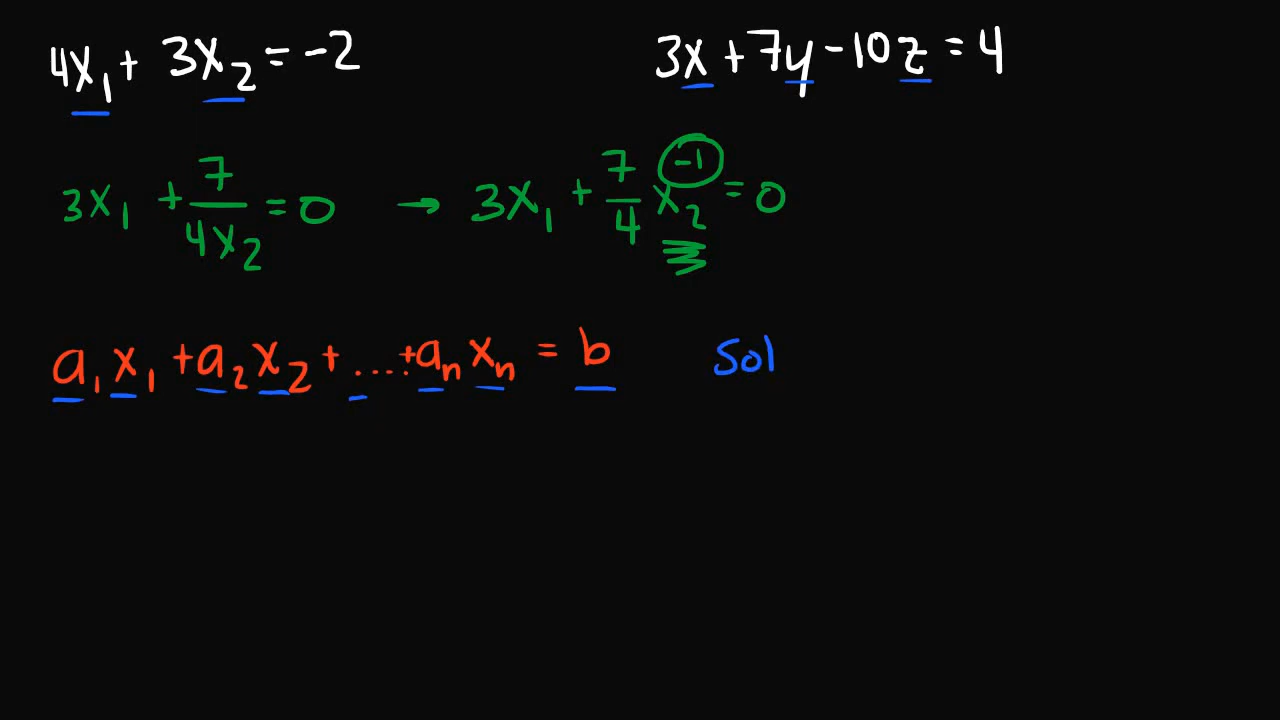 4x₁ + 3x₂ = -2
3x + 7y - 10z = 4
3x₁ + 7/4x₂ = 0 → 3x₁ + 7/4 x₂⁻¹ = 0
a₁x₁ + a₂x₂ + ....+ aₙxₙ = b
Sol